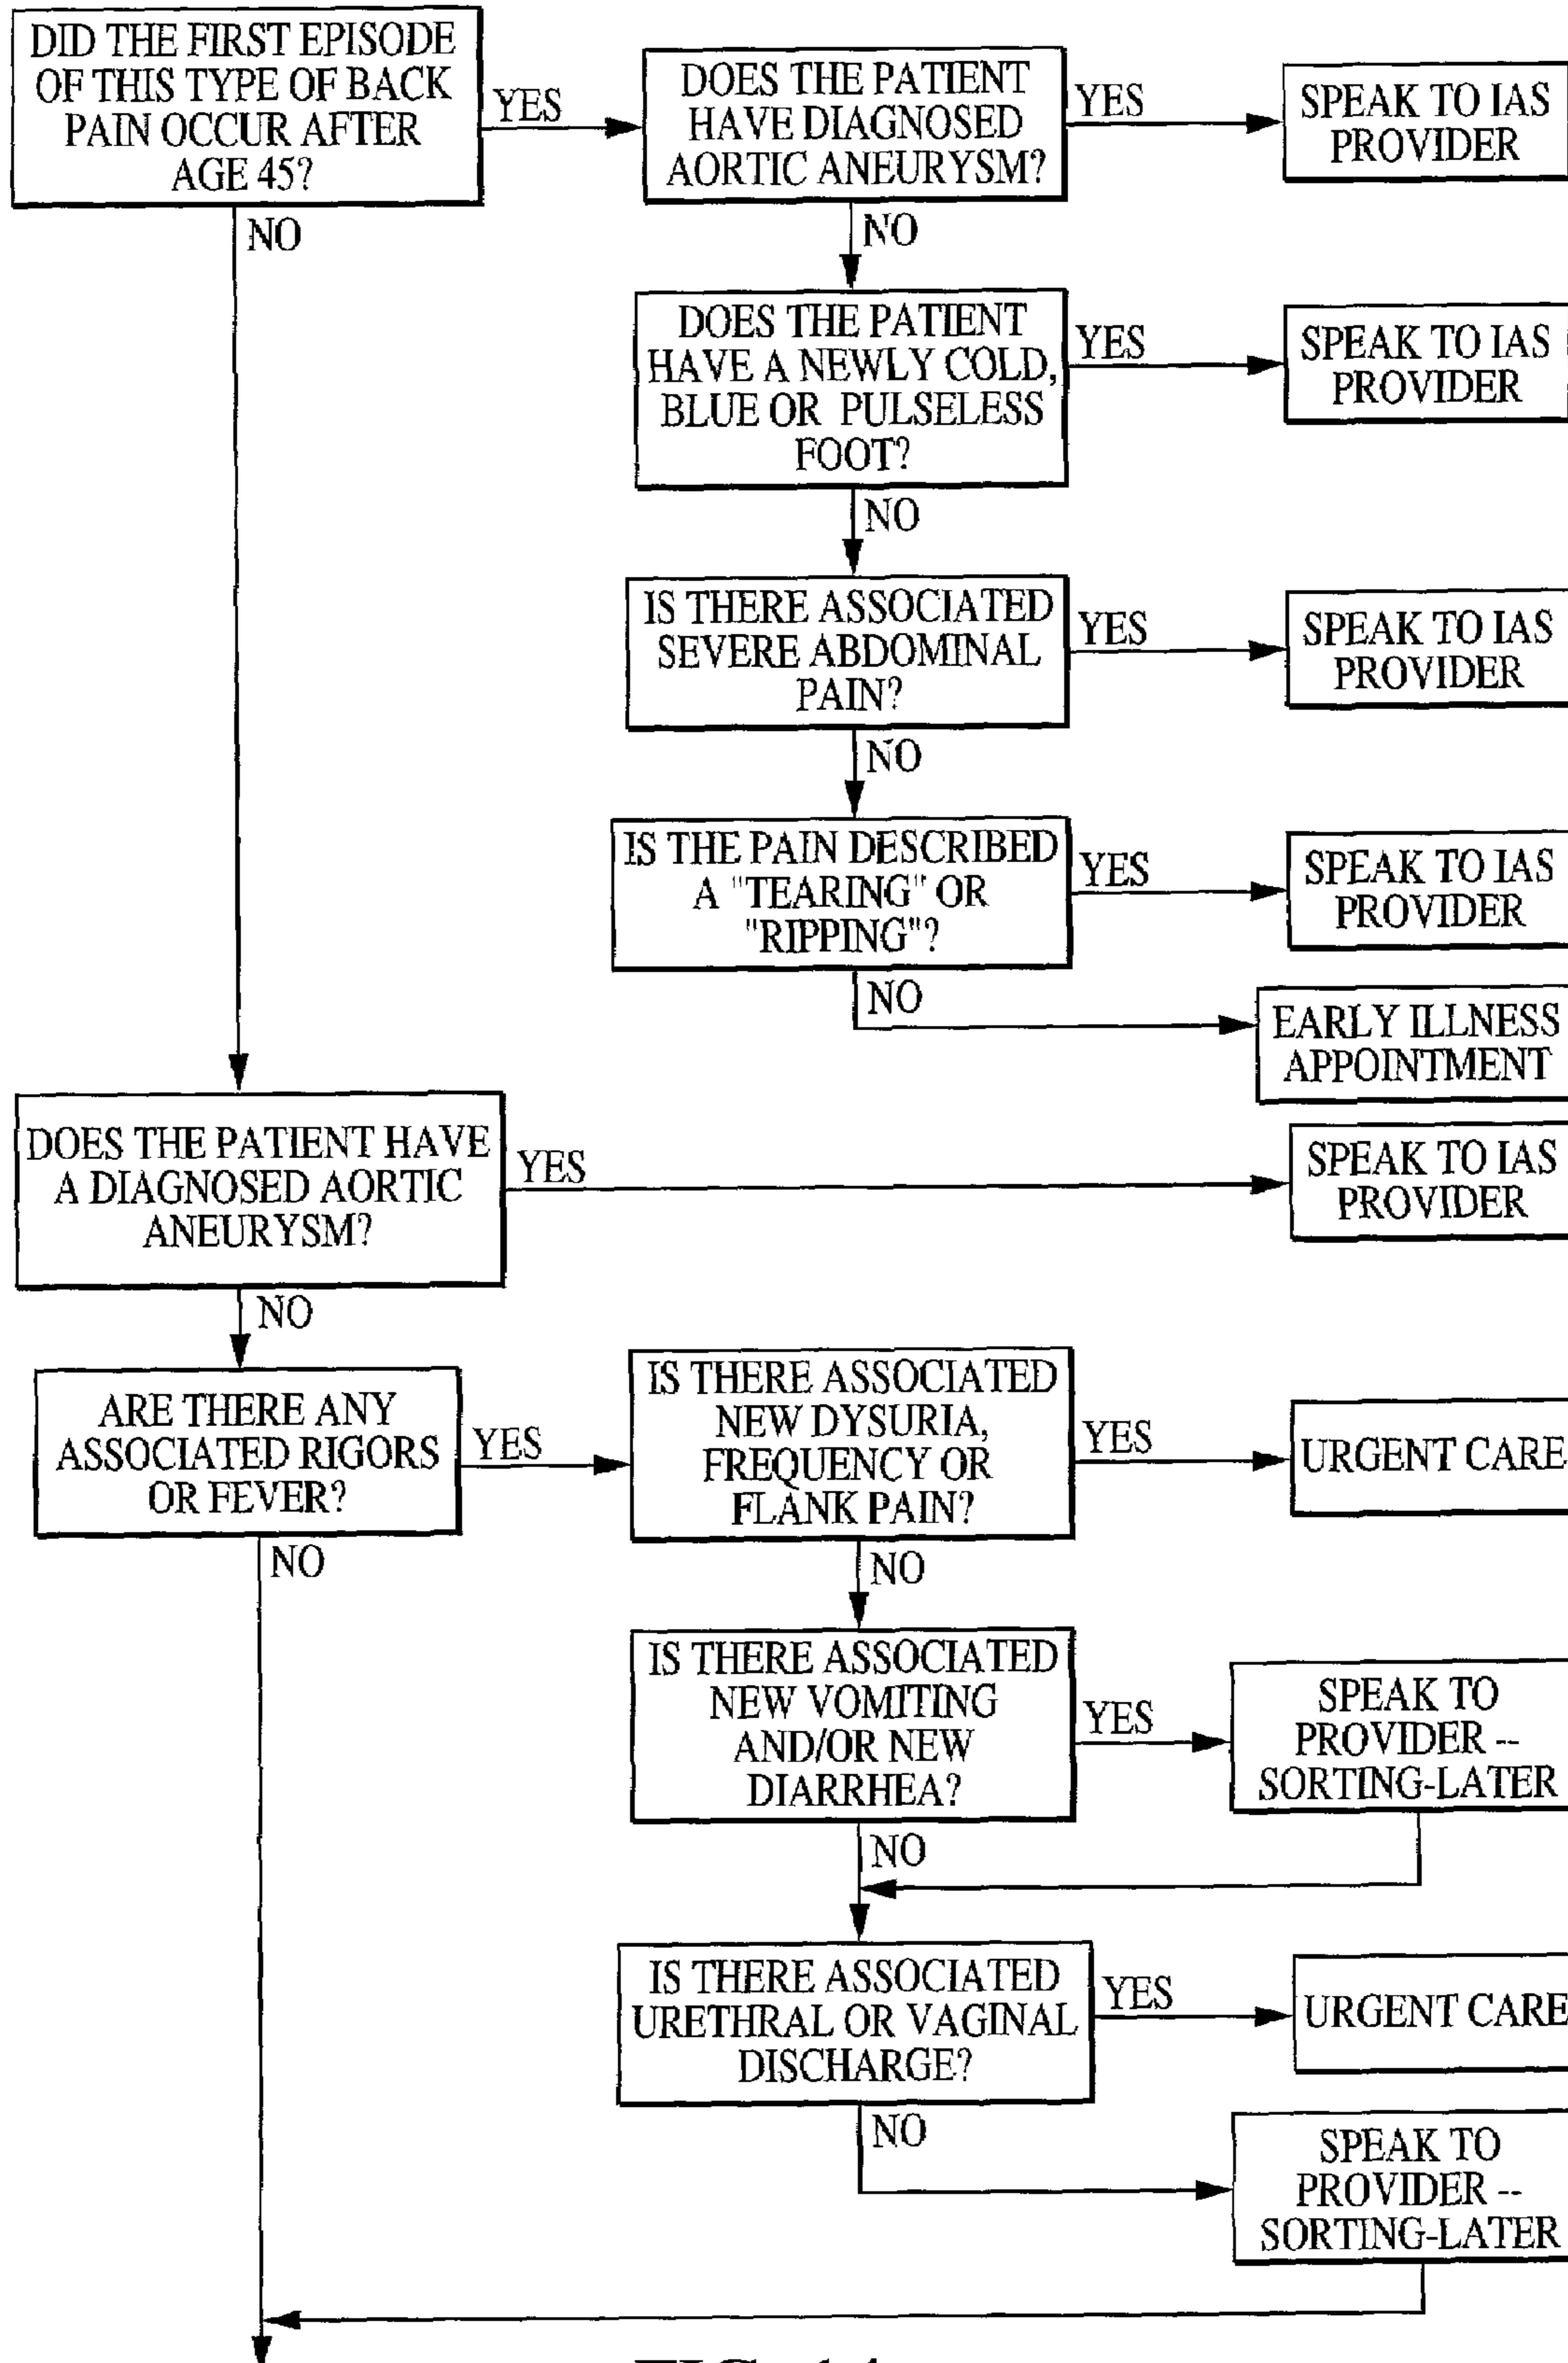 DID THE FIRST EPISODE
OF THIS TYPE OF BACK
PAIN OCCUR AFTER
AGE 45?
YES
NO
DOES THE PATIENT
HAVE DIAGNOSED
AORTIC ANEURYSM?
YES
NO
SPEAK TO IAS
PROVIDER
DOES THE PATIENT
HAVE A NEWLY COLD,
BLUE OR PULSELESS
FOOT?
YES
NO
SPEAK TO IAS
PROVIDER
IS THERE ASSOCIATED
SEVERE ABDOMINAL
PAIN?
YES
NO
SPEAK TO IAS
PROVIDER
IS THE PAIN DESCRIBED
A "TEARING" OR
"RIPPING"?
YES
NO
SPEAK TO IAS
PROVIDER
EARLY ILLNESS
APPOINTMENT
DOES THE PATIENT HAVE
A DIAGNOSED AORTIC
ANEURYSM?
YES
NO
SPEAK TO IAS
PROVIDER
ARE THERE ANY
ASSOCIATED RIGORS
OR FEVER?
YES
NO
IS THERE ASSOCIATED
NEW DYSURIA,
FREQUENCY OR
FLANK PAIN?
YES
NO
URGENT CARE
IS THERE ASSOCIATED
NEW VOMITING
AND/OR NEW
DIARRHEA?
YES
NO
SPEAK TO
PROVIDER --
SORTING-LATER
IS THERE ASSOCIATED
URETHRAL OR VAGINAL
DISCHARGE?
YES
NO
URGENT CARE
SPEAK TO
PROVIDER --
SORTING-LATER